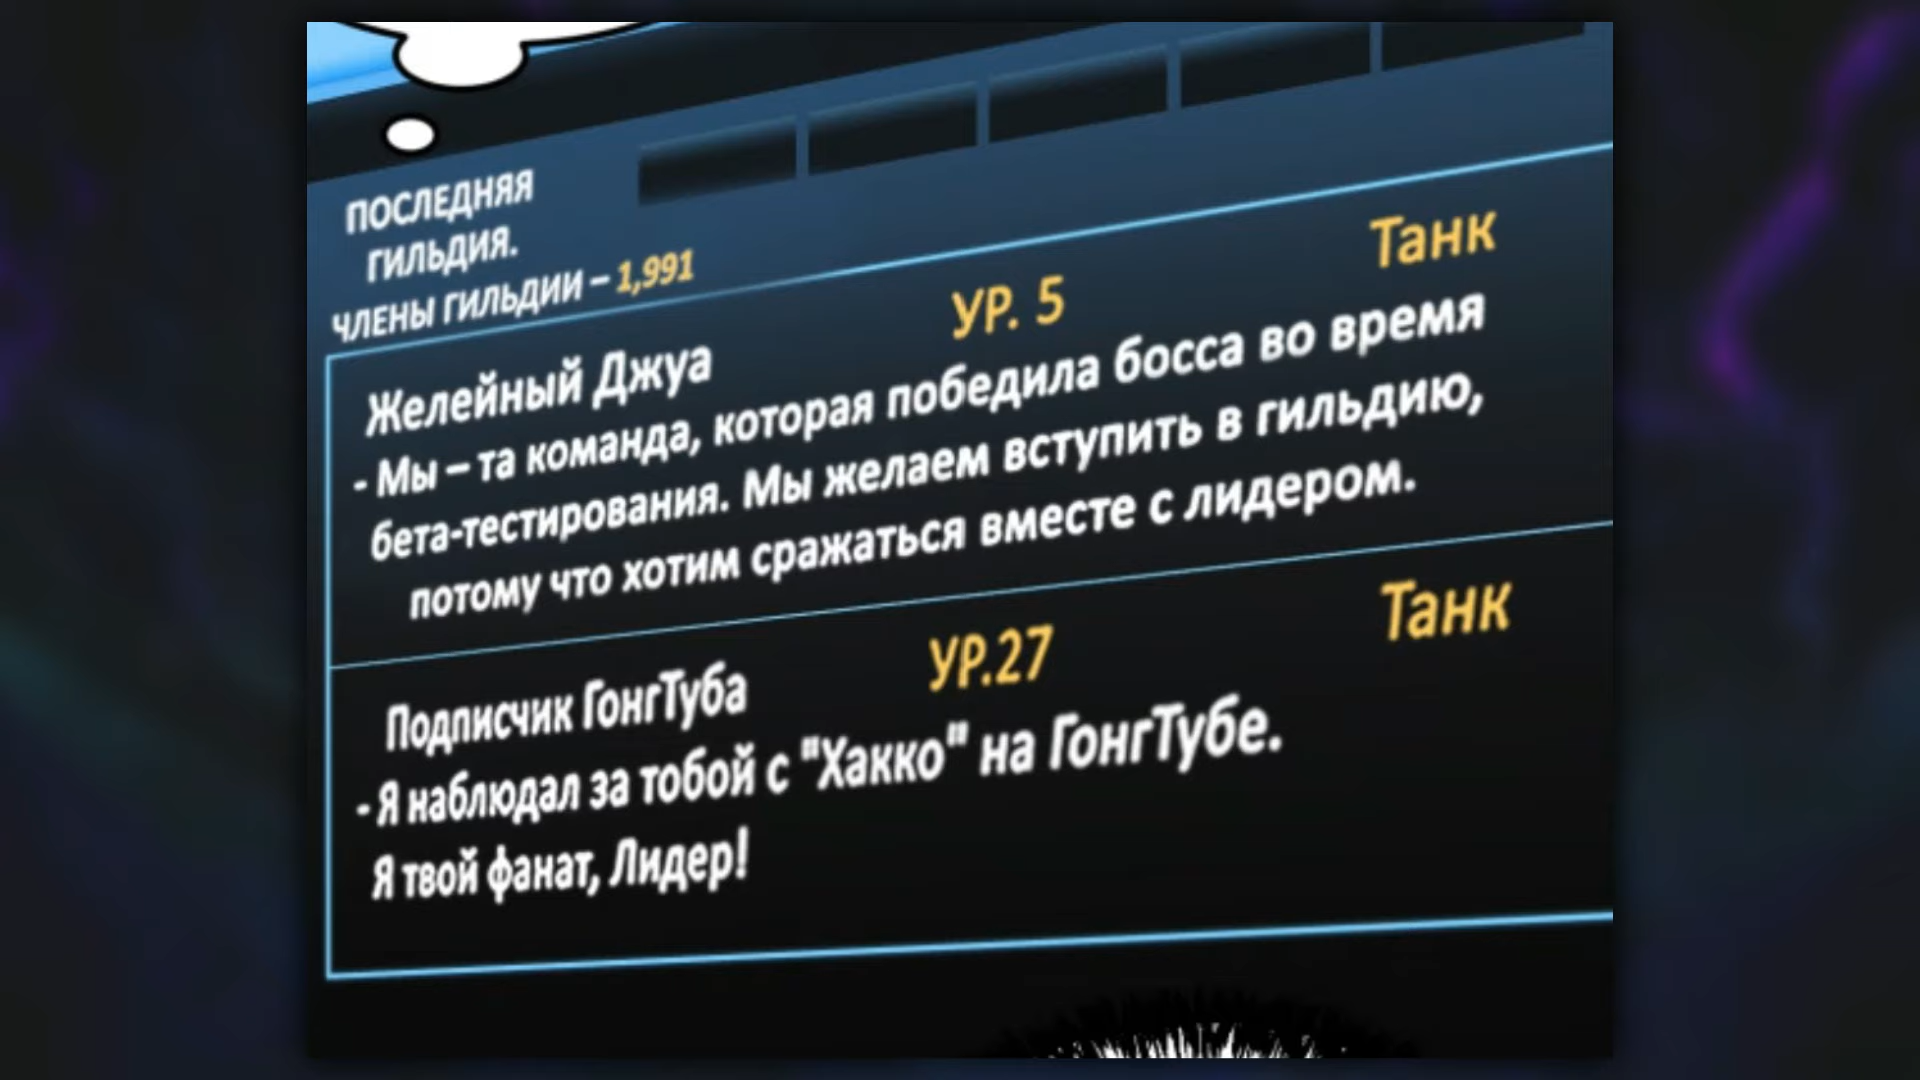 ПОСЛЕДНЯЯ
ГИЛЬДИЯ.
ЧЛЕНЫ ГИЛЬДИИ – 1,991
Желейный Джуа УР. 5 Танк
- Мы – та команда, которая победила босса во время
бета-тестирования. Мы желаем вступить в гильдию,
потому что хотим сражаться вместе с лидером.
Подписчик ГонгТуба УР.27 Танк
- Я наблюдал за тобой с "Хакко" на ГонгТубе.
Я твой фанат, Лидер!